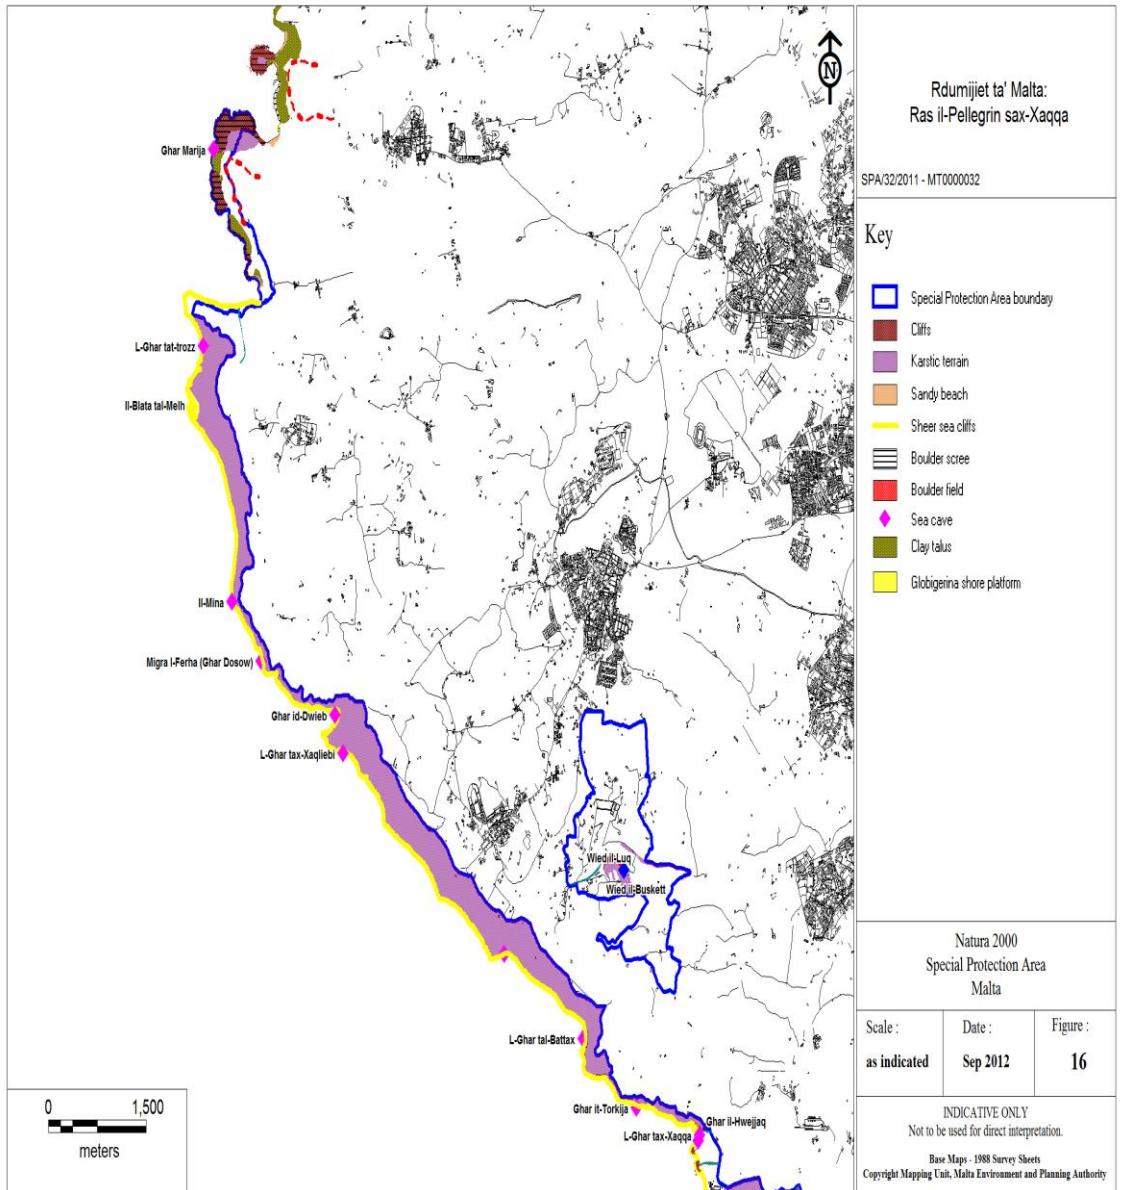 Ghar Marija
L-Ghar tat-trozz
Il-Blata tal-Melh
Il-Mina
Migra l-Ferha (Ghar Dosow)
Ghar id-Dwieb
L-Ghar tax-Xaqliebi
Wied il-Luq
Wied il-Buskett
L-Ghar tal-Battax
Ghar it-Torkija
Ghar il-Hwejjaq
L-Ghar tax-Xaqqa
N
0 1,500
meters
Rdumijiet ta' Malta:
Ras il-Pellegrin sax-Xaqqa
SPA/32/2011 - MT0000032
Key
Special Protection Area boundary
Cliffs
Karstic terrain
Sandy beach
Sheer sea cliffs
Boulder scree
Boulder field
Sea cave
Clay talus
Globigerina shore platform
Natura 2000
Special Protection Area
Malta
Scale :
as indicated
Date :
Sep 2012
Figure :
16
INDICATIVE ONLY
Not to be used for direct interpretation.
Base Maps - 1988 Survey Sheets
Copyright Mapping Unit, Malta Environment and Planning Authority